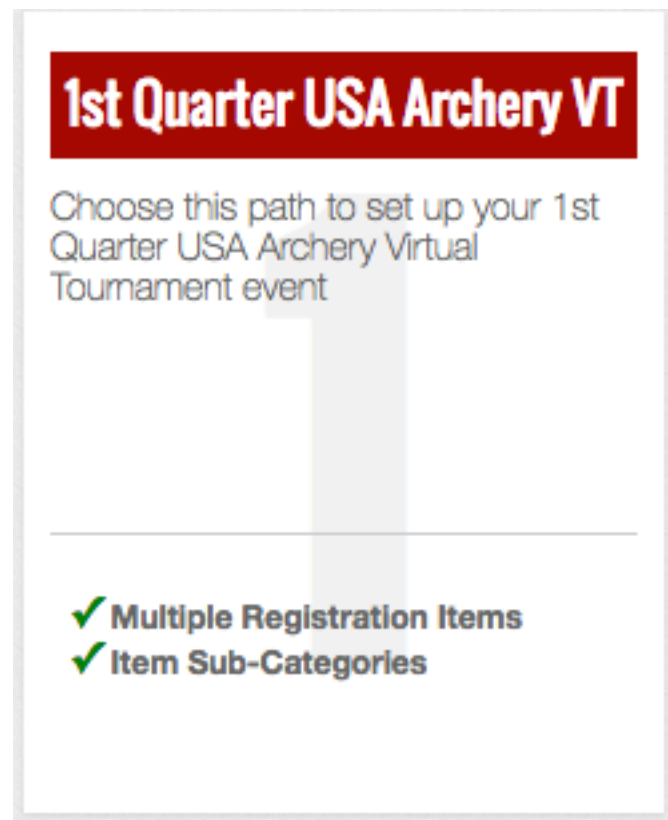 1st Quarter USA Archery VT
Choose this path to set up your 1st
Quarter USA Archery Virtual
Tournament event
1
✓Multiple Registration Items
✓Item Sub-Categories